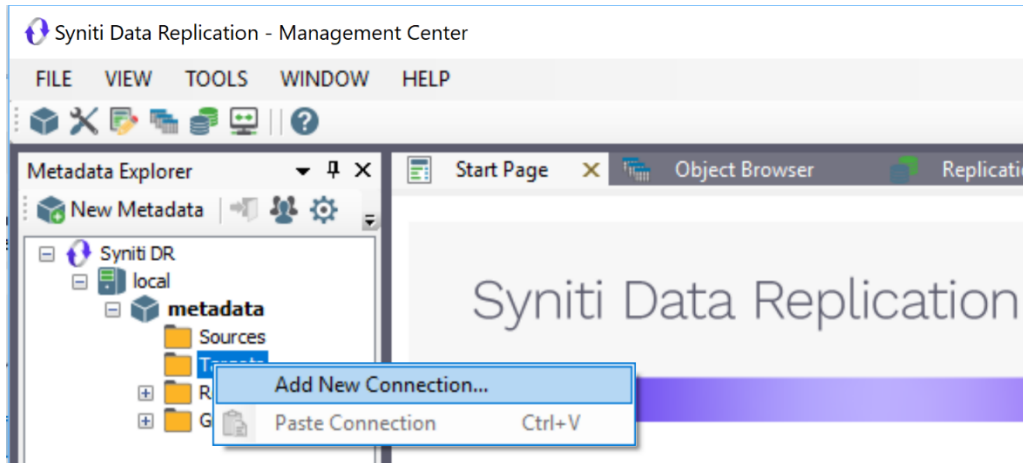 Syniti Data Replication - Management Center
FILE VIEW TOOLS WINDOW HELP
Metadata Explorer
Start Page
Object Browser
New Metadata
Syniti DR
local
metadata
Sources
Add New Connection...
Paste Connection Ctrl+V
Syniti Data Replication